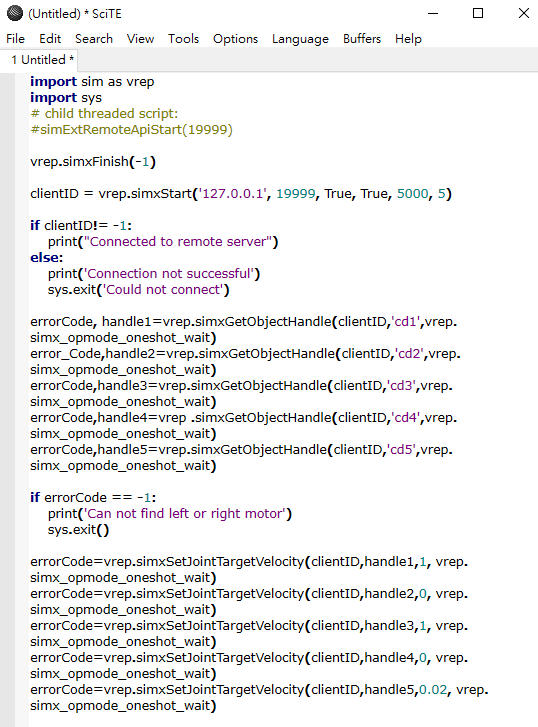 (Untitled) * SciTE
File Edit Search View Tools Options Language Buffers Help
1 Untitled *
import sim as vrep
import sys
# child threaded script:
#simExtRemoteApiStart(19999)
vrep.simxFinish(-1)
clientID = vrep.simxStart('127.0.0.1', 19999, True, True, 5000, 5)
if clientID!= -1:
print("Connected to remote server")
else:
print('Connection not successful')
sys.exit('Could not connect')
errorCode, handle1=vrep.simxGetObjectHandle(clientID,'cd1',vrep.
simx_opmode_oneshot_wait)
error_Code,handle2=vrep.simxGetObjectHandle(clientID,'cd2',vrep.
simx_opmode_oneshot_wait)
errorCode,handle3=vrep.simxGetObjectHandle(clientID,'cd3',vrep.
simx_opmode_oneshot_wait)
errorCode,handle4=vrep .simxGetObjectHandle(clientID,'cd4',vrep.
simx_opmode_oneshot_wait)
errorCode,handle5=vrep.simxGetObjectHandle(clientID,'cd5',vrep.
simx_opmode_oneshot_wait)
if errorCode == -1:
print('Can not find left or right motor')
sys.exit()
errorCode=vrep.simxSetJointTargetVelocity(clientID,handle1,1, vrep.
simx_opmode_oneshot_wait)
errorCode=vrep.simxSetJointTargetVelocity(clientID,handle2,0, vrep.
simx_opmode_oneshot_wait)
errorCode=vrep.simxSetJointTargetVelocity(clientID,handle3,1, vrep.
simx_opmode_oneshot_wait)
errorCode=vrep.simxSetJointTargetVelocity(clientID,handle4,0, vrep.
simx_opmode_oneshot_wait)
errorCode=vrep.simxSetJointTargetVelocity(clientID,handle5,0.02, vrep.
simx_opmode_oneshot_wait)